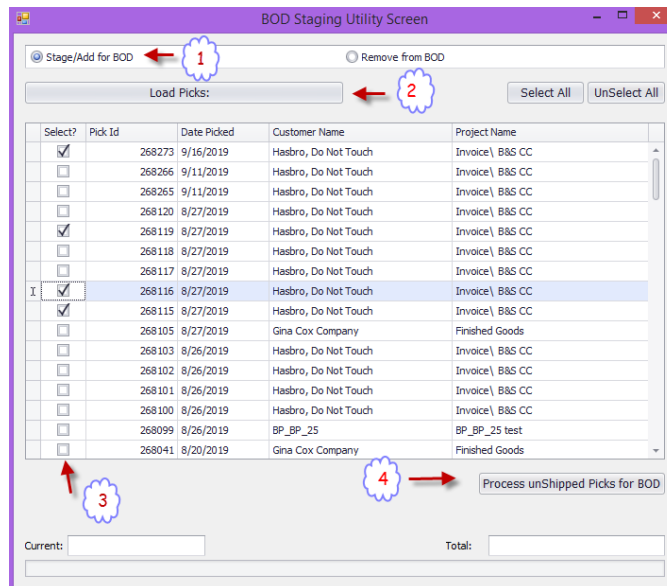 BOD Staging Utility Screen
Stage/Add for BOD 1 Remove from BOD
Load Picks: 2 Select All UnSelect All
Select? Pick Id Date Picked Customer Name Project Name
268273 9/16/2019 Hasbro, Do Not Touch Invoice\ B&S CC
268266 9/11/2019 Hasbro, Do Not Touch Invoice\ B&S CC
268265 9/11/2019 Hasbro, Do Not Touch Invoice\ B&S CC
268120 8/27/2019 Hasbro, Do Not Touch Invoice\ B&S CC
268119 8/27/2019 Hasbro, Do Not Touch Invoice\ B&S CC
268118 8/27/2019 Hasbro, Do Not Touch Invoice\ B&S CC
268117 8/27/2019 Hasbro, Do Not Touch Invoice\ B&S CC
268116 8/27/2019 Hasbro, Do Not Touch Invoice\ B&S CC
268115 8/27/2019 Hasbro, Do Not Touch Invoice\ B&S CC
268105 8/27/2019 Gina Cox Company Finished Goods
268103 8/26/2019 Hasbro, Do Not Touch Invoice\ B&S CC
268102 8/26/2019 Hasbro, Do Not Touch Invoice\ B&S CC
268101 8/26/2019 Hasbro, Do Not Touch Invoice\ B&S CC
268100 8/26/2019 Hasbro, Do Not Touch Invoice\ B&S CC
268099 8/26/2019 BP_BP_25 BP_BP_25 test
268041 8/20/2019 Gina Cox Company Finished Goods
3 4 Process unShipped Picks for BOD
Current: Total: